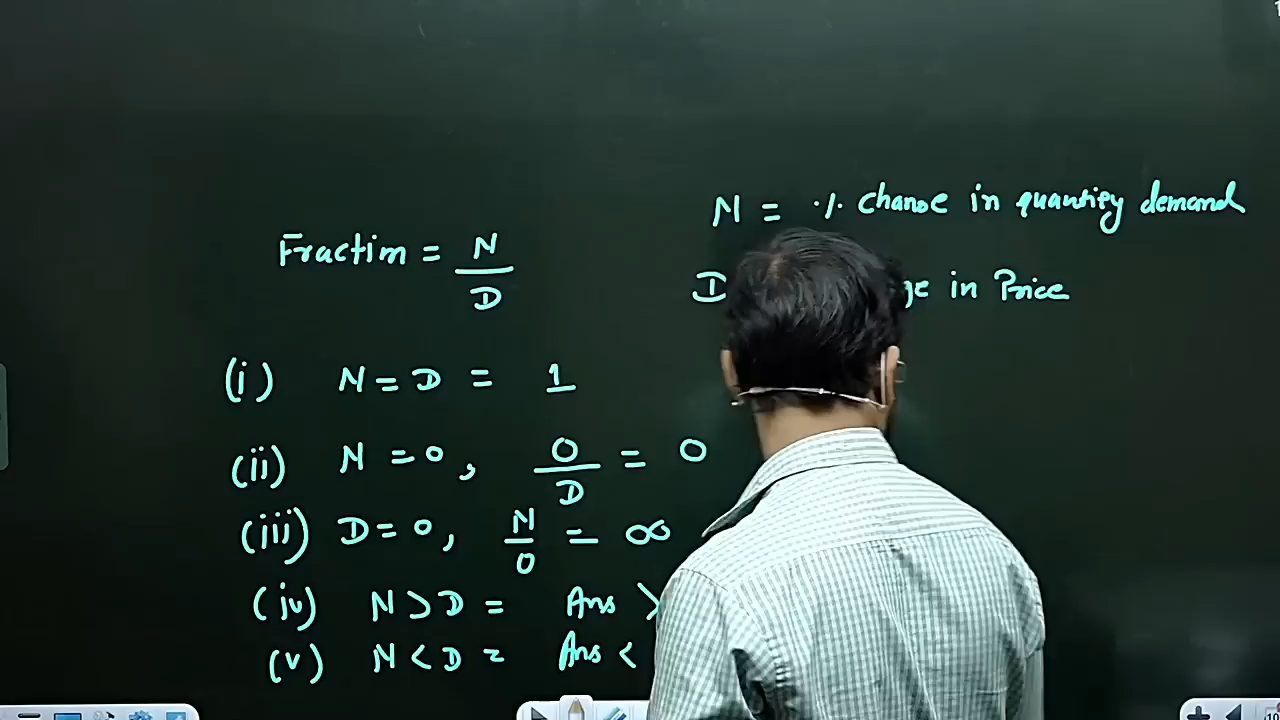 N = % change in quantity demand
Fraction = N/D
D ge in Price
(i) N = D = 1
(ii) N = 0, 0/D = 0
(iii) D = 0, N/0 = ∞
(iv) N > D = Ans >
(v) N < D = Ans <